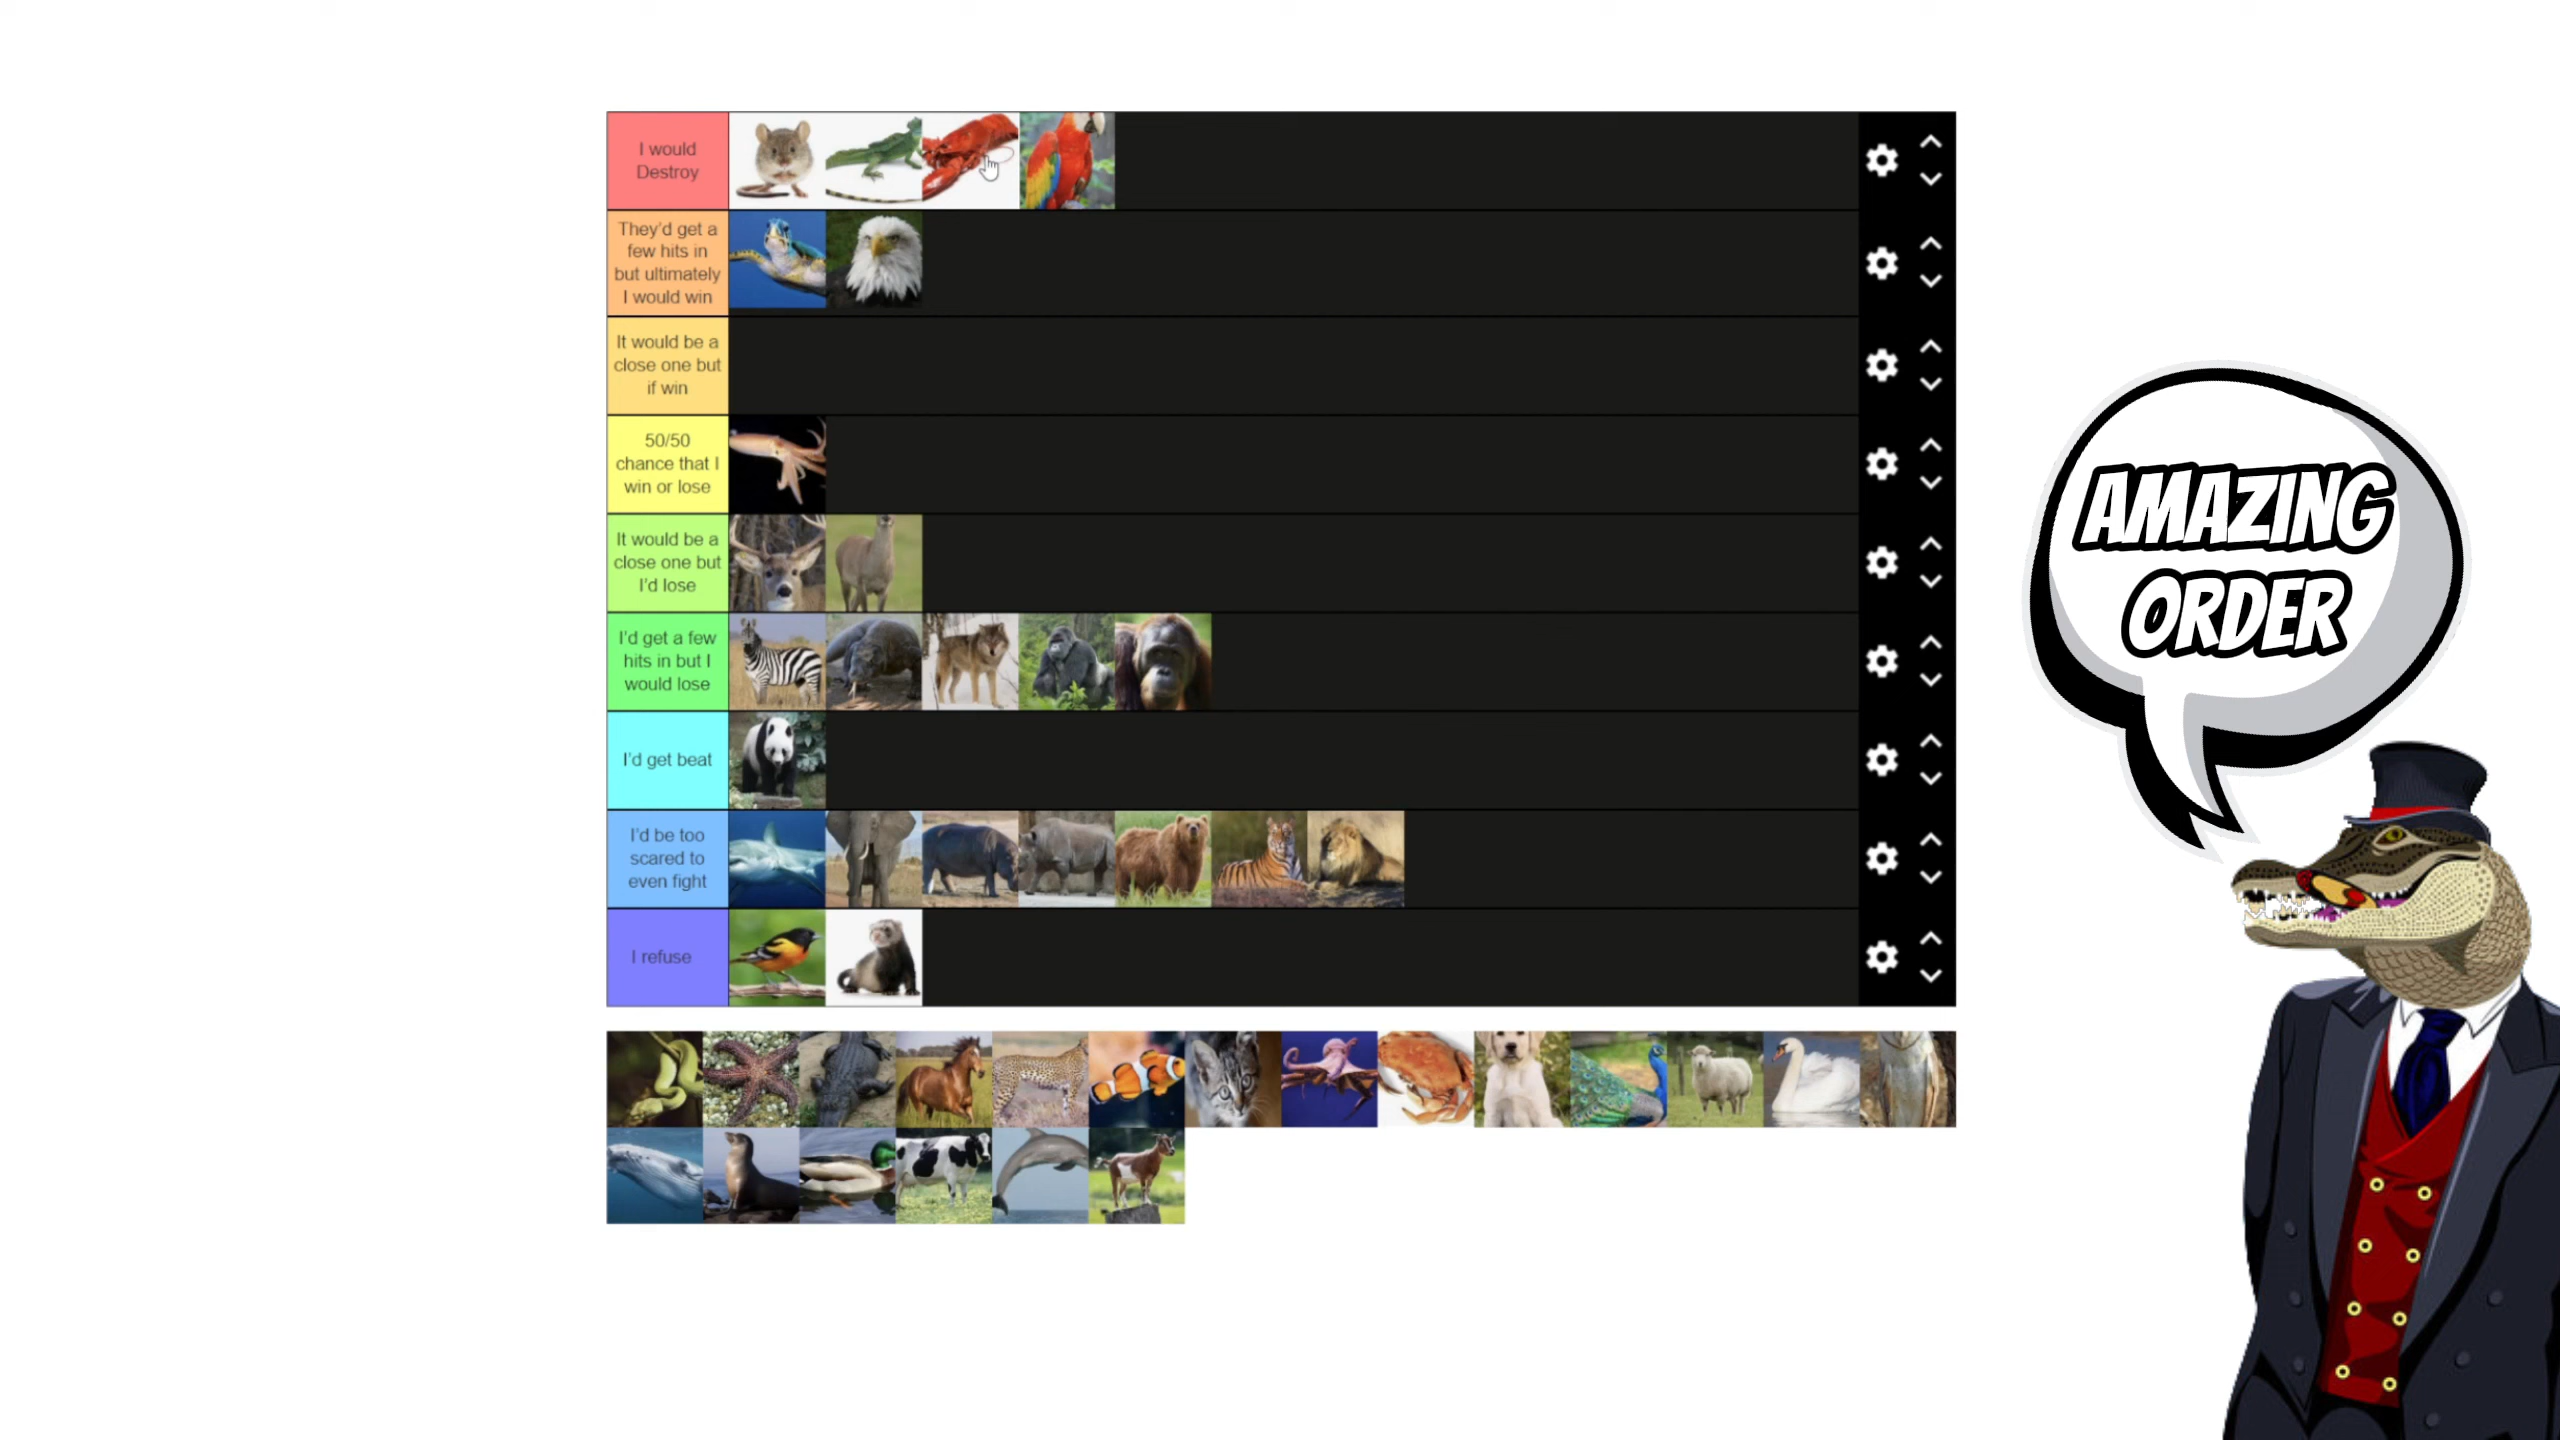 I would
Destroy
They'd get a
few hits in
but ultimately
I would win
It would be a
close one but
if win
50/50
chance that I
win or lose
It would be a
close one but
I'd lose
I'd get a few
hits in but I
would lose
I'd get beat
I'd be too
scared to
even fight
I refuse
AMAZING
ORDER